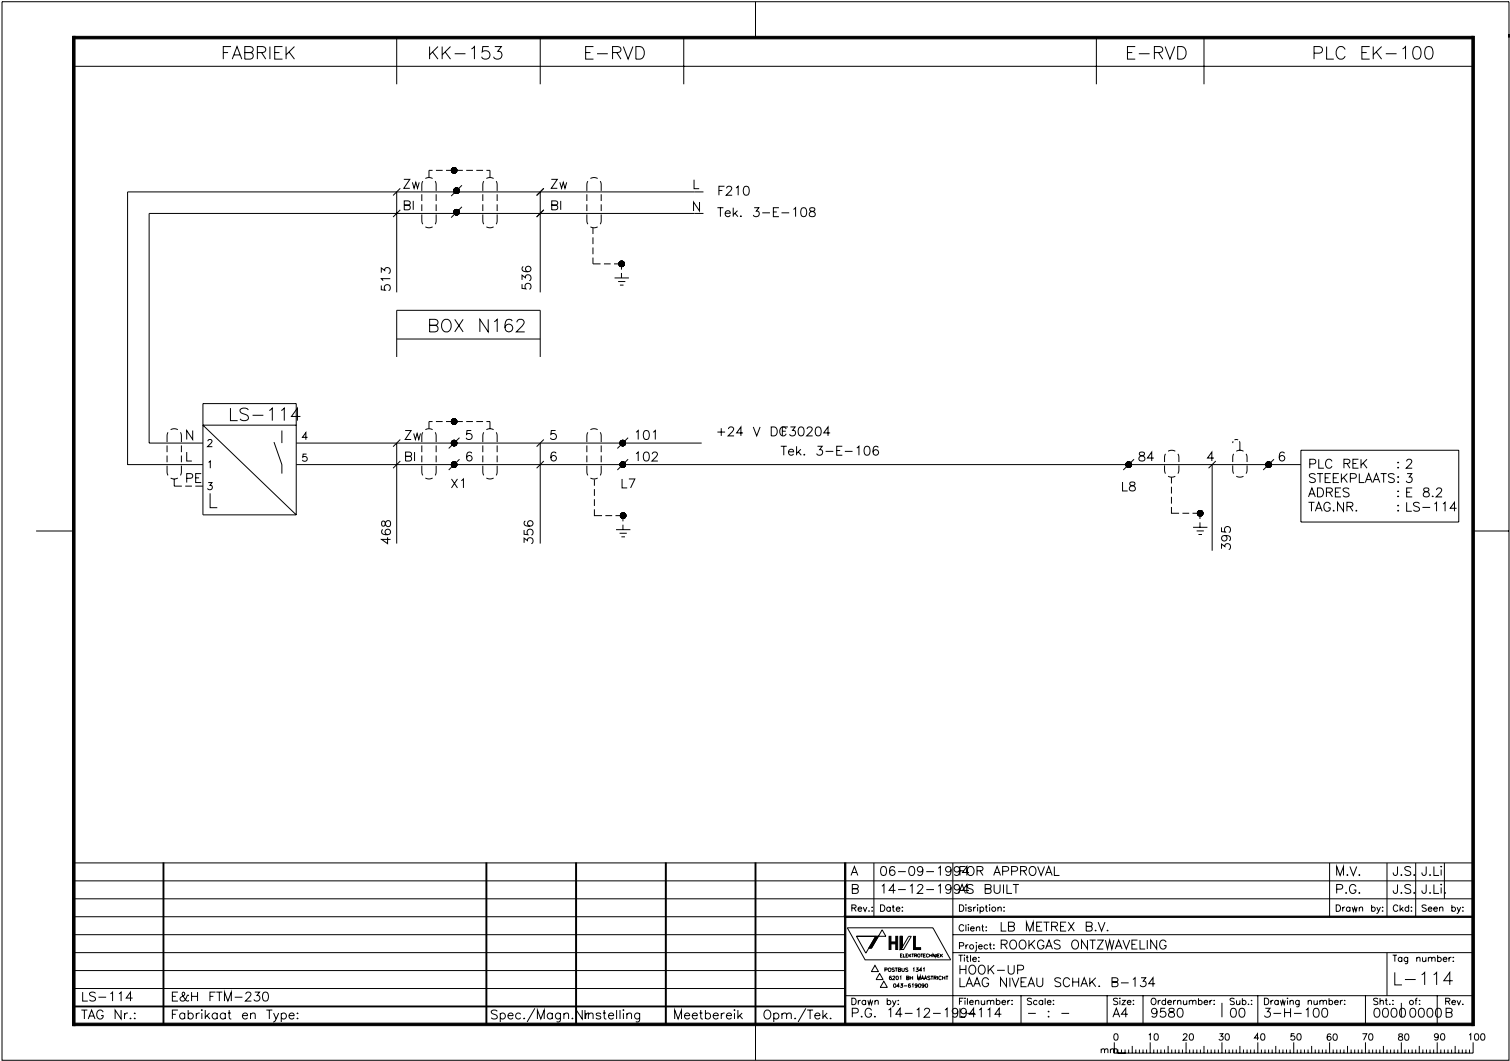 FABRIEK KK-153 E-RVD E-RVD PLC EK-100
Zw Zw L F210
Bl Bl N Tek. 3-E-108
513 536
BOX N162
LS-114
N 2 4 Zw 5 5 101 +24 V DC F30204
Tek. 3-E-106
L 1 5 Bl 6 6 102 84 4 6
PE 3 X1 L7 L8
L
468 356 395
PLC REK : 2
STEEKPLAATS: 3
ADRES : E 8.2
TAG.NR. : LS-114
A 06-09-1994 FOR APPROVAL M.V. J.S. J.Li
B 14-12-1994 AS BUILT P.G. J.S. J.Li.
Rev.: Date: Disription: Drawn by: Ckd: Seen by:
HVL
ELEKTROTECHNIEK
POSTBUS 1341
6201 BH MAASTRICHT
043-619090
Client: LB METREX B.V.
Project: ROOKGAS ONTZWAVELING
Title:
HOOK-UP
LAAG NIVEAU SCHAK. B-134
Tag number:
L-114
Drawn by: Filenumber: Scale: Size: Ordernumber: Sub.: Drawing number: Sht.: of: Rev.
P.G. 14-12-1994 L-114 - : - A4 9580 00 3-H-100 0000 0000 B
LS-114 E&H FTM-230
TAG Nr.: Fabrikaat en Type: Spec./Magn.Nr. Instelling Meetbereik Opm./Tek.
mm 0 10 20 30 40 50 60 70 80 90 100